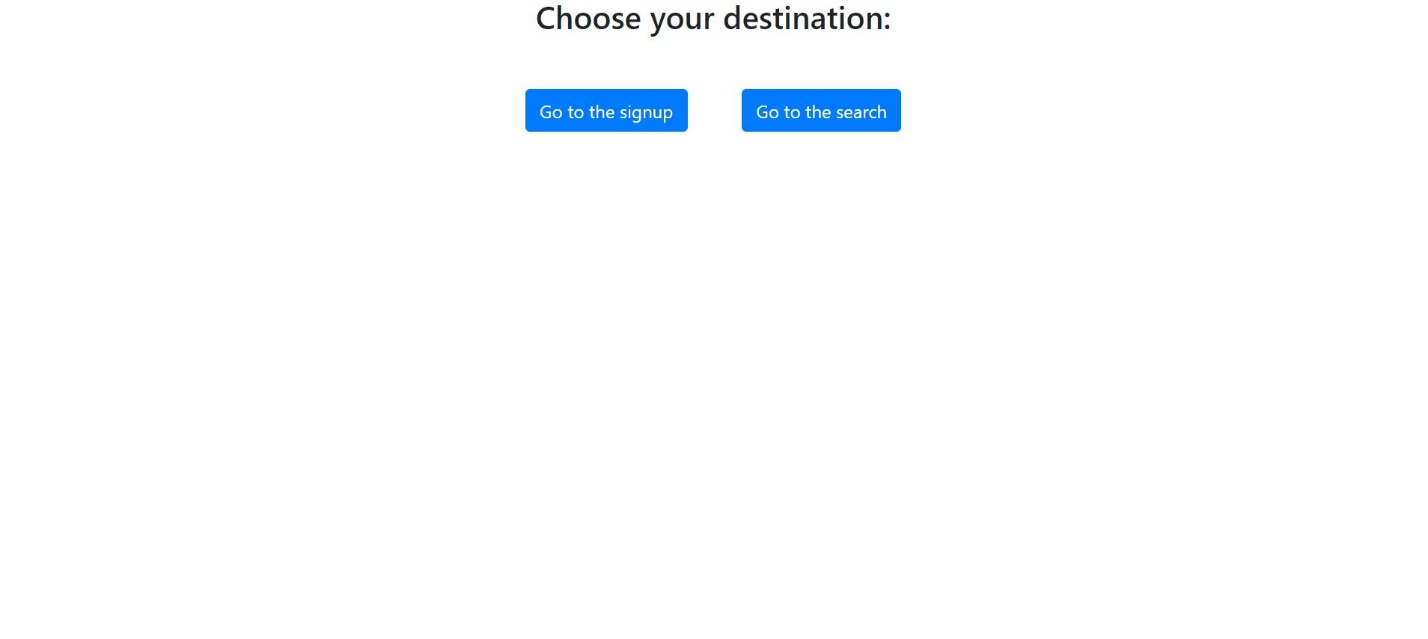 Choose your destination:
Go to the signup
Go to the search